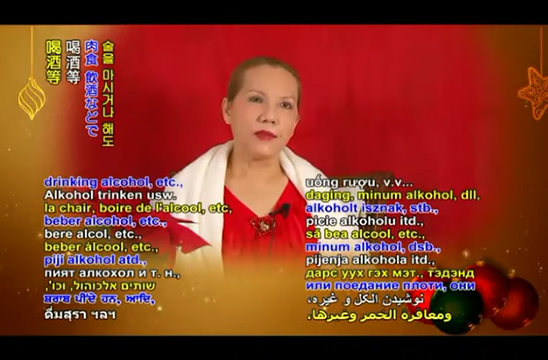 술을 마시거나 해도
肉食 飲酒などで
喝酒等
喝酒等
drinking alcohol, etc.,
Alkohol trinken usw.
la chair, boire de l'alcool, etc,
beber alcohol, etc.,
bere alcol, etc.,
beber álcool, etc.,
piji alkohol atd.,
пият алкохол и т. н.,
שותים אלכוהול, וכו',
ਸ਼ਰਾਬ ਪੀਂਦੇ ਹਨ, ਆਦਿ,
ดื่มสุรา ฯลฯ
uống rượu, v.v...
daging, minum alkohol, dll,
alkoholt isznak, stb.,
picie alkoholu itd.,
să bea alcool, etc.,
minum alkohol, dsb.,
pijenja alkohola itd.,
дарс уух гэх мэт., тэдэнд
или поедание плоти, они
نوشیدن الکل و غیره،
ومعاقرة الخمر وغيرها،